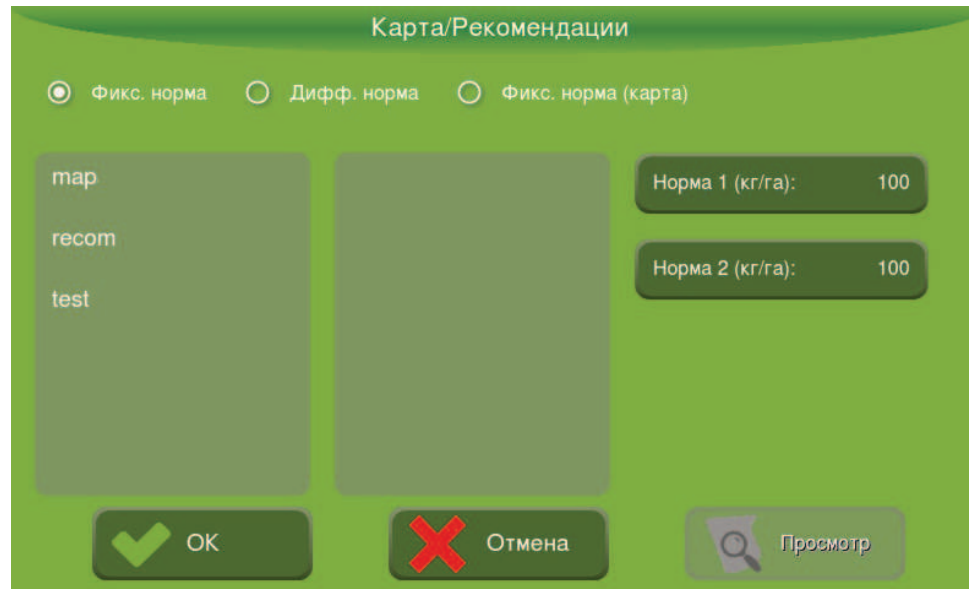 Карта/Рекомендации
Фикс. норма Дифф. норма Фикс. норма (карта)
map
recom
test
Норма 1 (кг/га): 100
Норма 2 (кг/га): 100
OK Отмена Просмотр